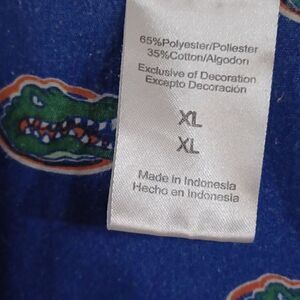 65%Polyester/Poliester
35%Cotton/Algodon
Exclusive of Decoration
Excepto Decoración
XL
XL
Made in Indonesia
Hecho en Indonesia